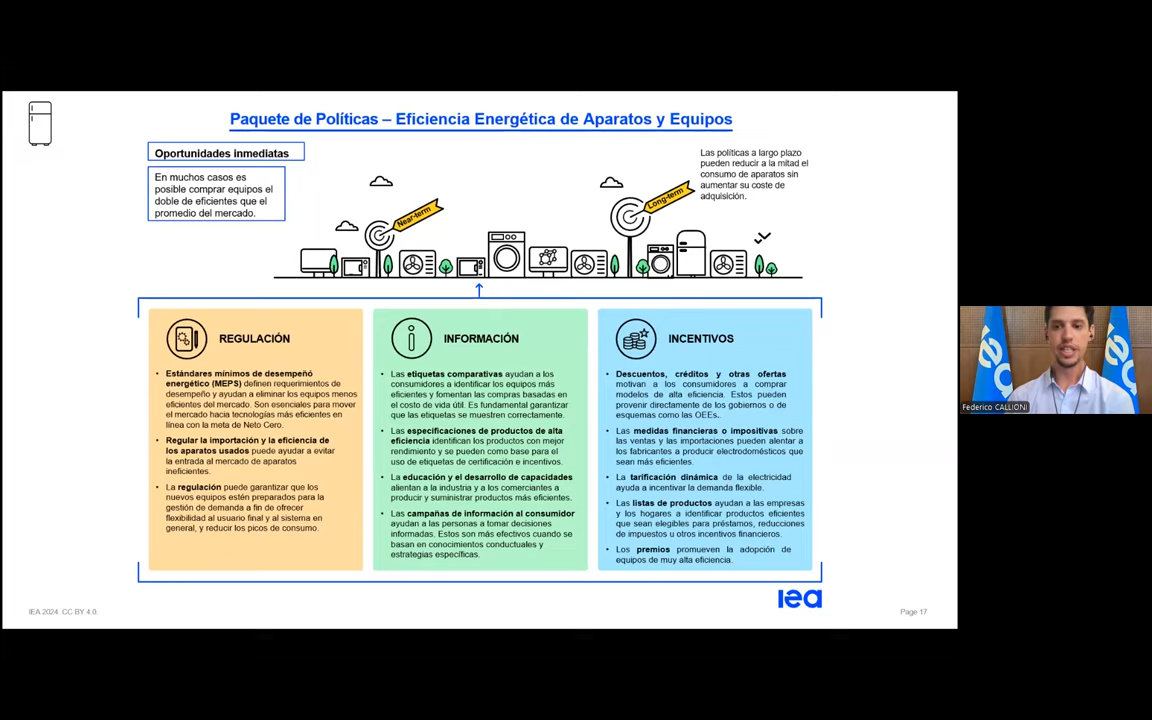 Paquete de Políticas – Eficiencia Energética de Aparatos y Equipos
Oportunidades inmediatas
En muchos casos es
posible comprar equipos el
doble de eficientes que el
promedio del mercado.
Near-term
Long-term
Las políticas a largo plazo
pueden reducir a la mitad el
consumo de aparatos sin
aumentar su coste de
adquisición.
REGULACIÓN
• Estándares mínimos de desempeño
energético (MEPS) definen requerimientos de
desempeño y ayudan a eliminar los equipos menos
eficientes del mercado. Son esenciales para mover
el mercado hacia tecnologías más eficientes en
línea con la meta de Neto Cero.
• Regular la importación y la eficiencia de
los aparatos usados puede ayudar a evitar
la entrada al mercado de aparatos
ineficientes.
• La regulación puede garantizar que los
nuevos equipos estén preparados para la
gestión de demanda a fin de ofrecer
flexibilidad al usuario final y al sistema en
general, y reducir los picos de consumo.
INFORMACIÓN
• Las etiquetas comparativas ayudan a los
consumidores a identificar los equipos más
eficientes y fomentan las compras basadas en
el costo de vida útil. Es fundamental garantizar
que las etiquetas se muestren correctamente.
• Las especificaciones de productos de alta
eficiencia identifican los productos con mejor
rendimiento y se pueden como base para el
uso de etiquetas de certificación e incentivos.
• La educación y el desarrollo de capacidades
alientan a la industria y a los comerciantes a
producir y suministrar productos más eficientes.
• Las campañas de información al consumidor
ayudan a las personas a tomar decisiones
informadas. Estos son más efectivos cuando se
basan en conocimientos conductuales y
estrategias específicas.
INCENTIVOS
• Descuentos, créditos y otras ofertas
motivan a los consumidores a comprar
modelos de alta eficiencia. Estos pueden
provenir directamente de los gobiernos o de
esquemas como las OEEs..
• Las medidas financieras o impositivas sobre
las ventas y las importaciones pueden alentar a
los fabricantes a producir electrodomésticos que
sean más eficientes.
• La tarificación dinámica de la electricidad
ayuda a incentivar la demanda flexible.
• Las listas de productos ayudan a las empresas
y los hogares a identificar productos eficientes
que sean elegibles para préstamos, reducciones
de impuestos u otros incentivos financieros.
• Los premios promueven la adopción de
equipos de muy alta eficiencia.
iea
IEA 2024. CC BY 4.0.
Page 17
Federico CALLIONI